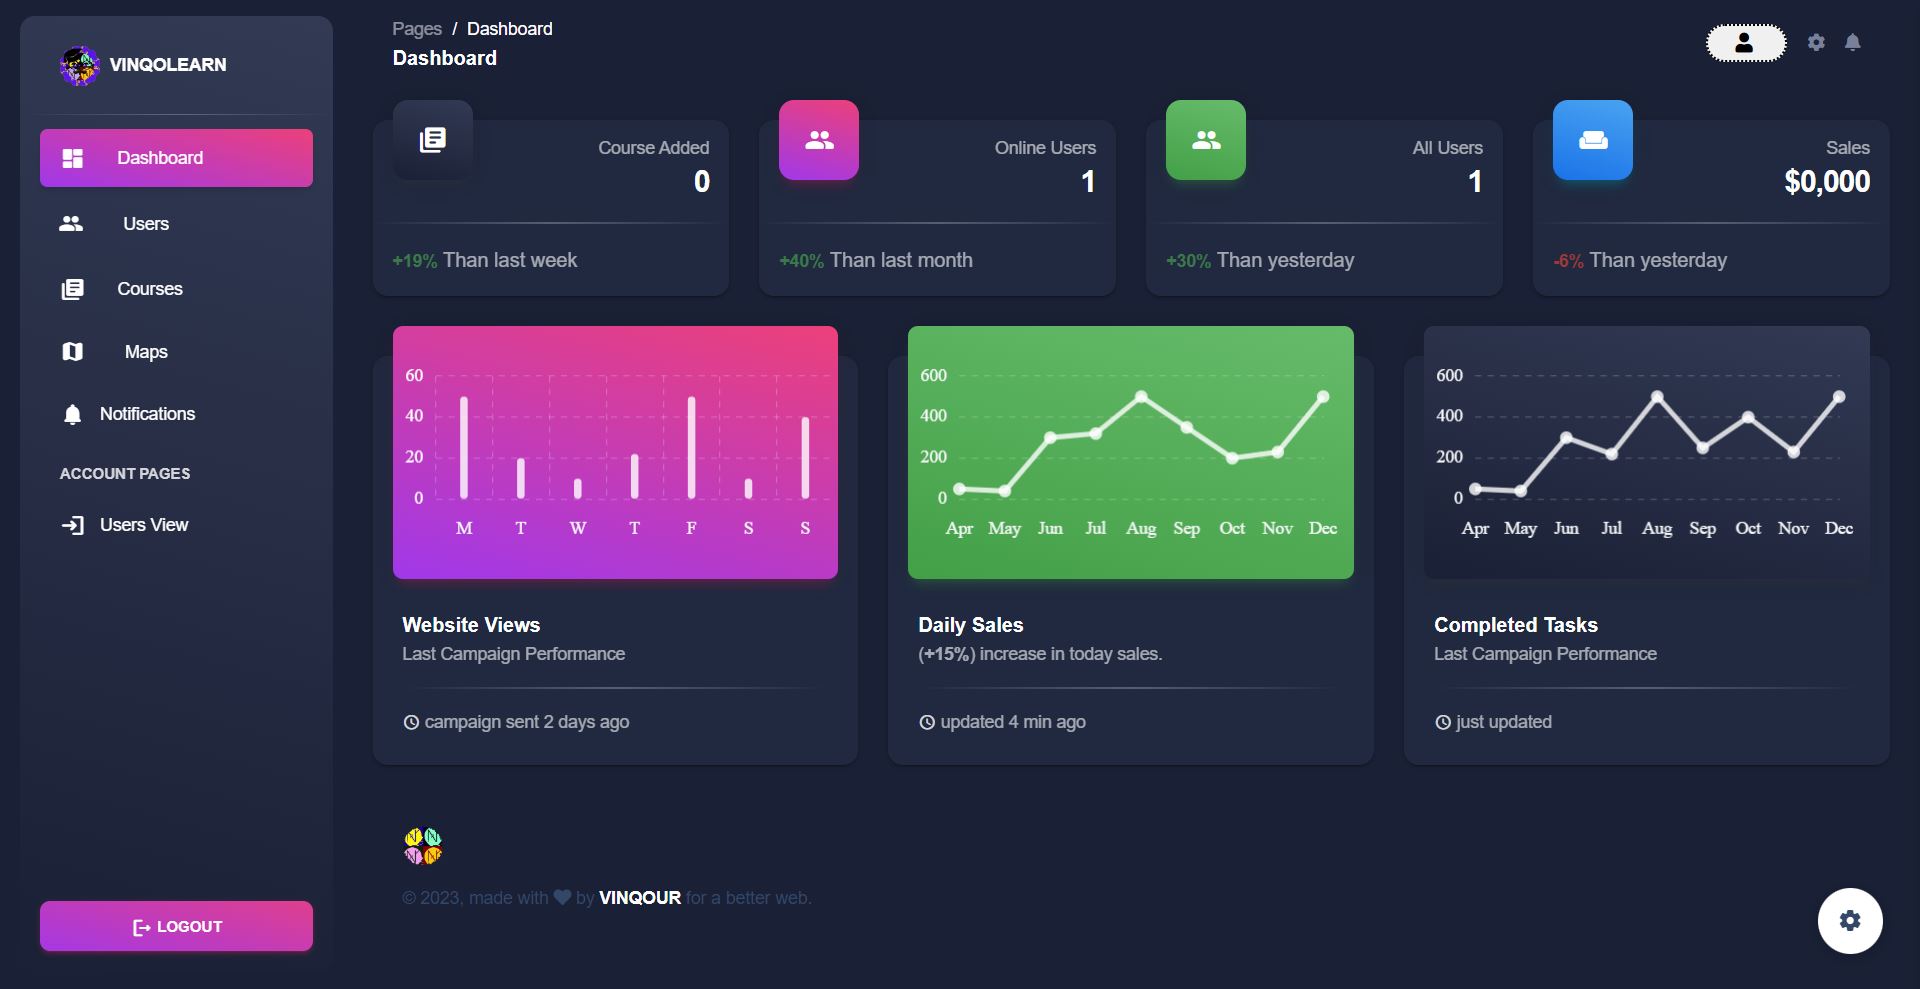 VINQOLEARN
Dashboard
Users
Courses
Maps
Notifications
ACCOUNT PAGES
Users View
LOGOUT
Pages / Dashboard
Dashboard
Course Added
0
+19% Than last week
Online Users
1
+40% Than last month
All Users
1
+30% Than yesterday
Sales
$0,000
-6% Than yesterday
60
40
20
0
M T W T F S S
Website Views
Last Campaign Performance
campaign sent 2 days ago
600
400
200
0
Apr May Jun Jul Aug Sep Oct Nov Dec
Daily Sales
(+15%) increase in today sales.
updated 4 min ago
600
400
200
0
Apr May Jun Jul Aug Sep Oct Nov Dec
Completed Tasks
Last Campaign Performance
just updated
© 2023, made with by VINQOUR for a better web.